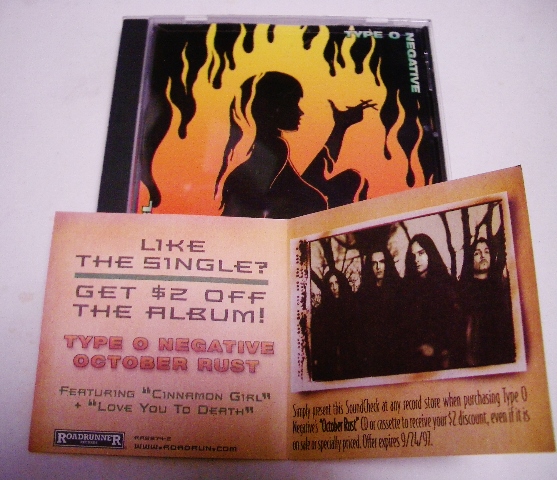 TYPE O NEGATIVE
LIKE
THE SINGLE?
GET $2 OFF
THE ALBUM!
TYPE O NEGATIVE
OCTOBER RUST
FEATURING "CINNAMON GIRL"
+ "LOVE YOU TO DEATH"
ROADRUNNER
RECORDS
WWW.ROADRUN.COM
Simply present this SoundCheck at any record store when purchasing Type O
Negative's "October Rust" CD or cassette to receive your $2 discount, even if it is
on sale or specially priced. Offer expires 9/24/97.